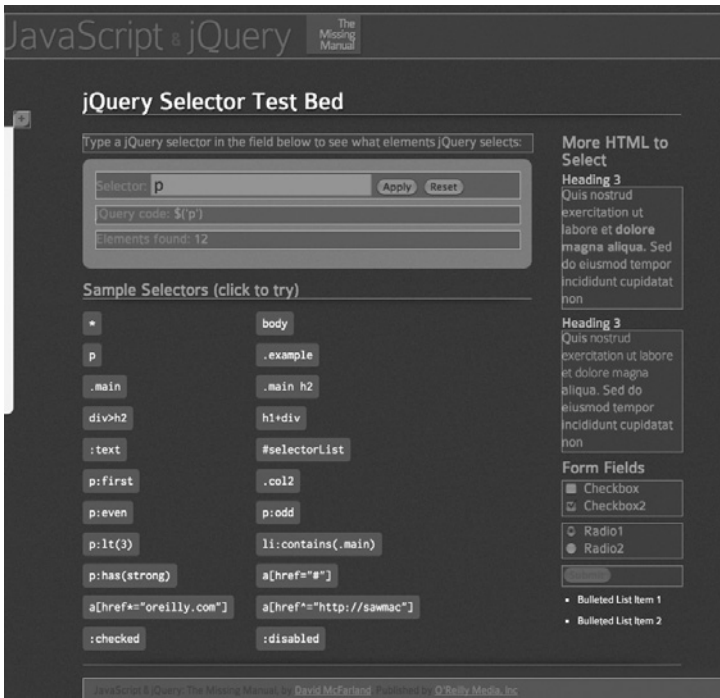 JavaScript & jQuery The Missing Manual
jQuery Selector Test Bed
Type a jQuery selector in the field below to see what elements jQuery selects:
Selector: p Apply Reset
jQuery code: $('p')
Elements found: 12
Sample Selectors (click to try)
* body
p .example
.main .main h2
div>h2 h1+div
:text #selectorList
p:first .col2
p:even p:odd
p:lt(3) li:contains(.main)
p:has(strong) a[href="#"]
a[href*="oreilly.com"] a[href^="http://sawmac"]
:checked :disabled
More HTML to
Select
Heading 3
Quis nostrud
exercitation ut
labore et dolore
magna aliqua. Sed
do eiusmod tempor
incididunt cupidatat
non
Heading 3
Quis nostrud
exercitation ut labore
et dolore magna
aliqua. Sed do
eiusmod tempor
incididunt cupidatat
non
Form Fields
Checkbox
Checkbox2
Radio1
Radio2
• Bulleted List Item 1
• Bulleted List Item 2
JavaScript & jQuery: The Missing Manual, by David McFarland. Published by O'Reilly Media, Inc